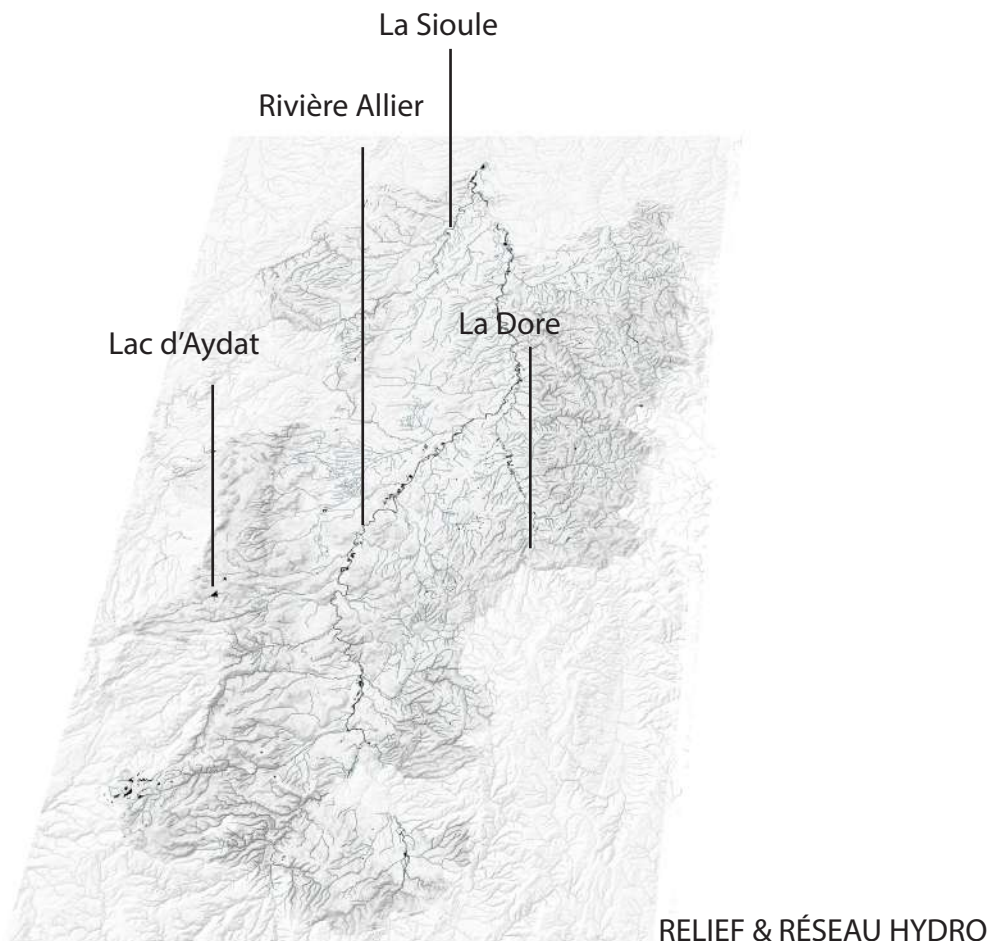 La Sioule
Rivière Allier
La Dore
Lac d’Aydat
RELIEF & RÉSEAU HYDRO